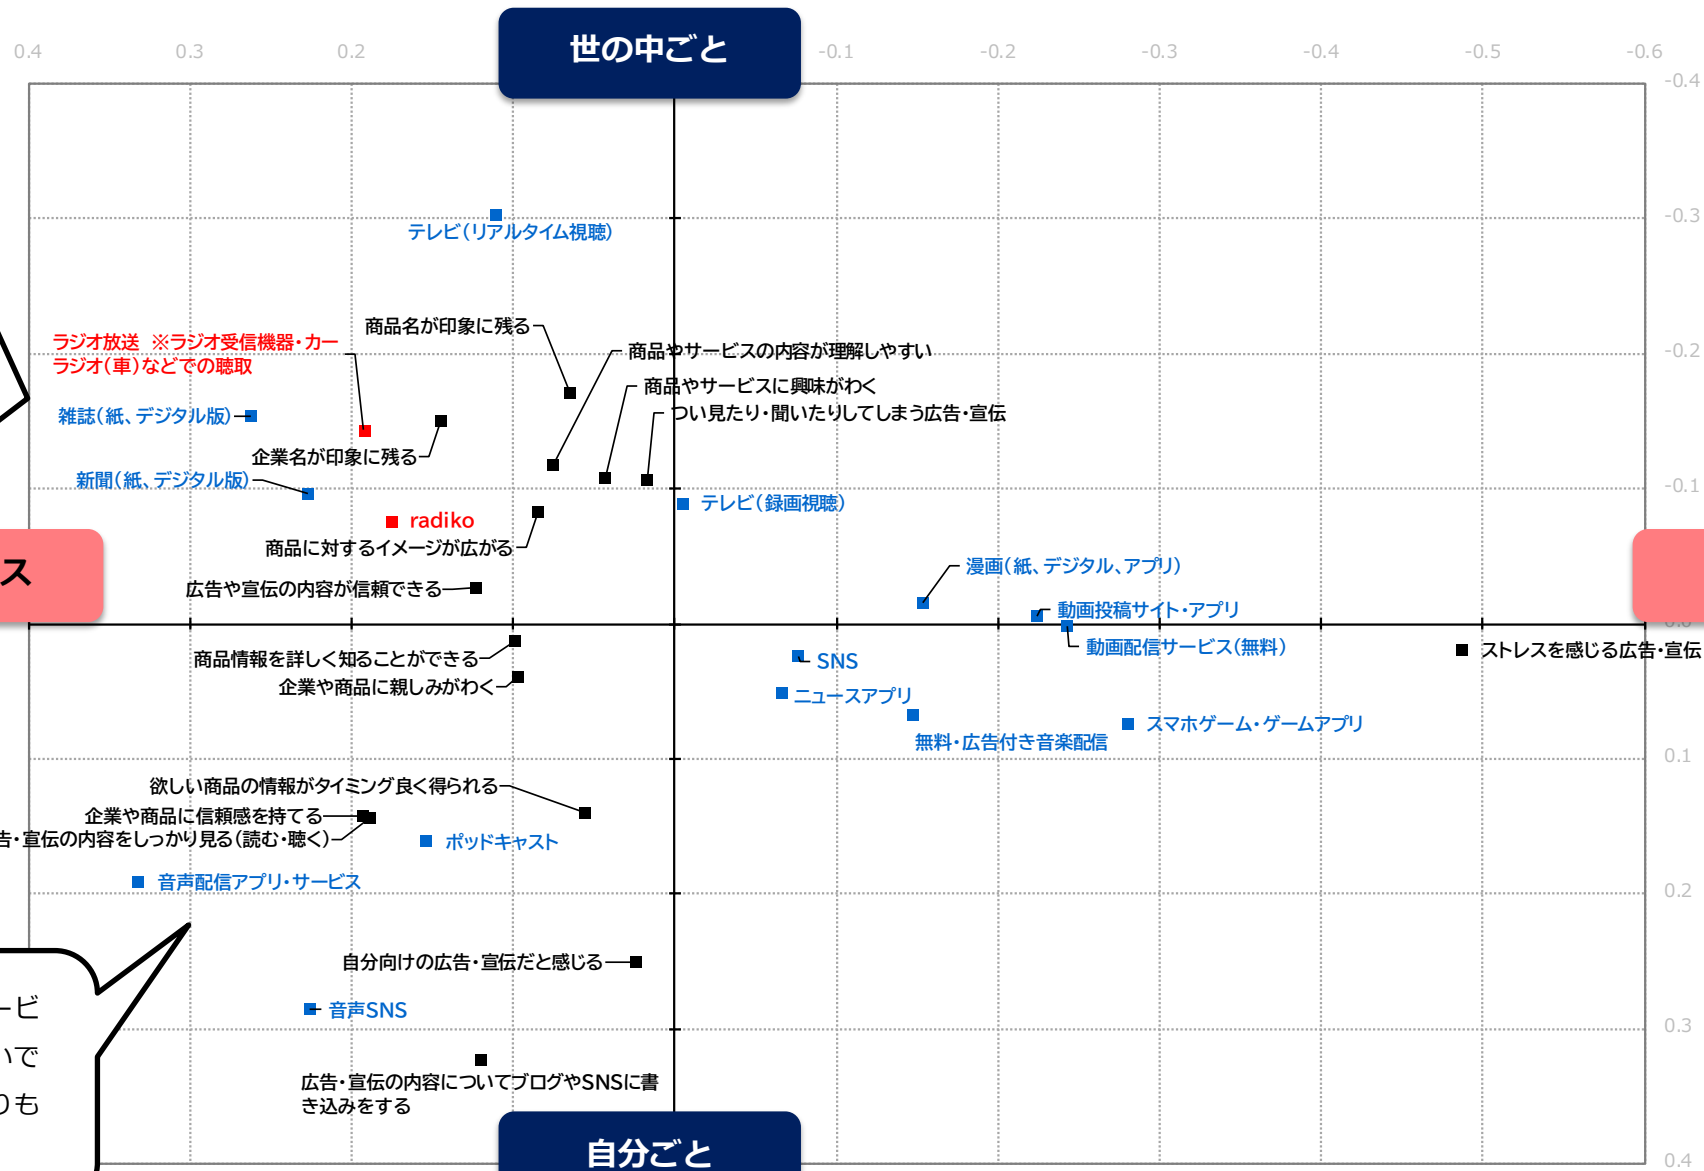 世の中ごと
0.4
0.3
0.2
-0.1
-0.2
-0.3
-0.4
-0.5
-0.6
-0.4
-0.3
テレビ(リアルタイム視聴)
商品名が印象に残る
ラジオ放送 ※ラジオ受信機器・カー
ラジオ(車)などでの聴取
商品やサービスの内容が理解しやすい
-0.2
商品やサービスに興味がわく
つい見たり・聞いたりしてしまう広告・宣伝
雑誌(紙、デジタル版)
企業名が印象に残る
新聞(紙、デジタル版)
-0.1
テレビ(録画視聴)
radiko
商品に対するイメージが広がる
ス
漫画(紙、デジタル、アプリ)
広告や宣伝の内容が信頼できる
動画投稿サイト・アプリ
動画配信サービス(無料)
ストレスを感じる広告・宣伝
商品情報を詳しく知ることができる
SNS
企業や商品に親しみがわく
ニュースアプリ
スマホゲーム・ゲームアプリ
無料・広告付き音楽配信
0.1
欲しい商品の情報がタイミング良く得られる
企業や商品に信頼感を持てる
告・宣伝の内容をしっかり見る(読む・聴く)
ポッドキャスト
音声配信アプリ・サービス
0.2
自分向けの広告・宣伝だと感じる
ービ
音声SNS
0.3
いで
広告・宣伝の内容についてブログやSNSに書
き込みをする
りも
自分ごと
0.4